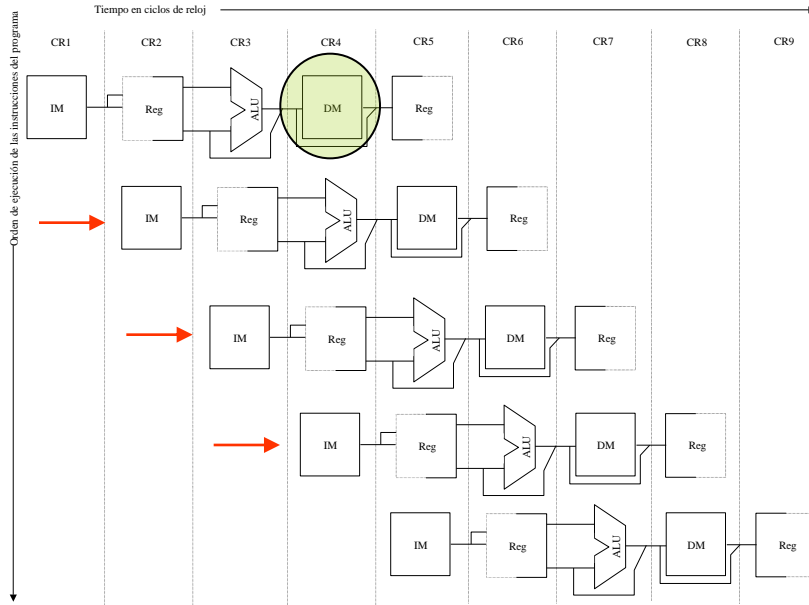 Tiempo en ciclos de reloj
Orden de ejecución de las instrucciones del programa
CR1 CR2 CR3 CR4 CR5 CR6 CR7 CR8 CR9
IM Reg ALU DM Reg
IM Reg ALU DM Reg
IM Reg ALU DM Reg
IM Reg ALU DM Reg
IM Reg ALU DM Reg